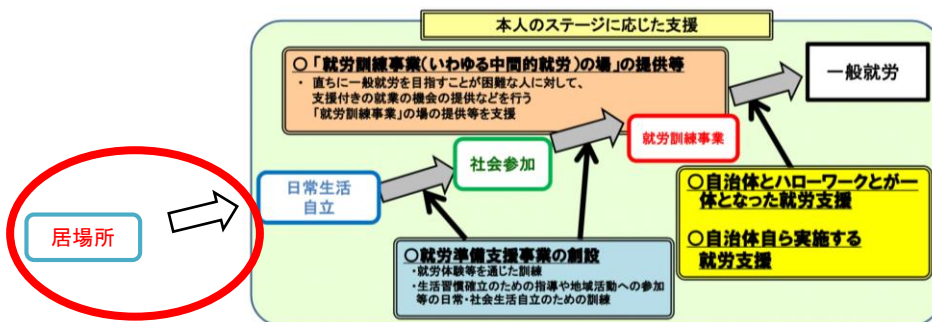 本人のステージに応じた支援
○「就労訓練事業(いわゆる中間的就労)の場」の提供等
・ 直ちに一般就労を目指すことが困難な人に対して、
支援付きの就業の機会の提供などを行う
「就労訓練事業」の場の提供等を支援
一般就労
就労訓練事業
社会参加
日常生活
自立
居場所
○自治体とハローワークとが一
体となった就労支援
○自治体自ら実施する
就労支援
○就労準備支援事業の創設
・就労体験等を通じた訓練
・生活習慣確立のための指導や地域活動への参加
等の日常・社会生活自立のための訓練